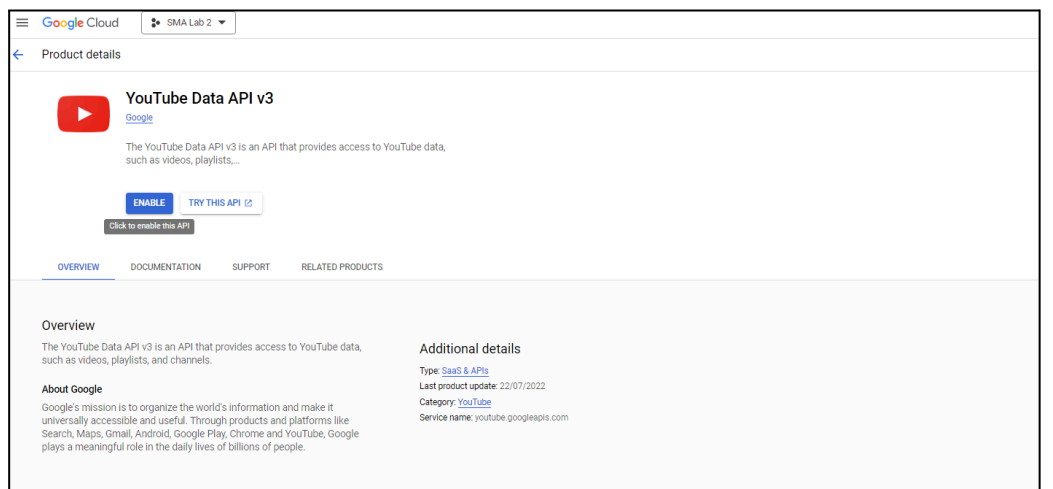 Google Cloud
SMA Lab 2
Product details
YouTube Data API v3
Google
The YouTube Data API v3 is an API that provides access to YouTube data,
such as videos, playlists,...
ENABLE
TRY THIS API
Click to enable this API
OVERVIEW
DOCUMENTATION
SUPPORT
RELATED PRODUCTS
Overview
The YouTube Data API v3 is an API that provides access to YouTube data,
such as videos, playlists, and channels.
About Google
Google's mission is to organize the world's information and make it
universally accessible and useful. Through products and platforms like
Search, Maps, Gmail, Android, Google Play, Chrome and YouTube, Google
plays a meaningful role in the daily lives of billions of people.
Additional details
Type: SaaS & APIs
Last product update: 22/07/2022
Category: YouTube
Service name: youtube.googleapis.com